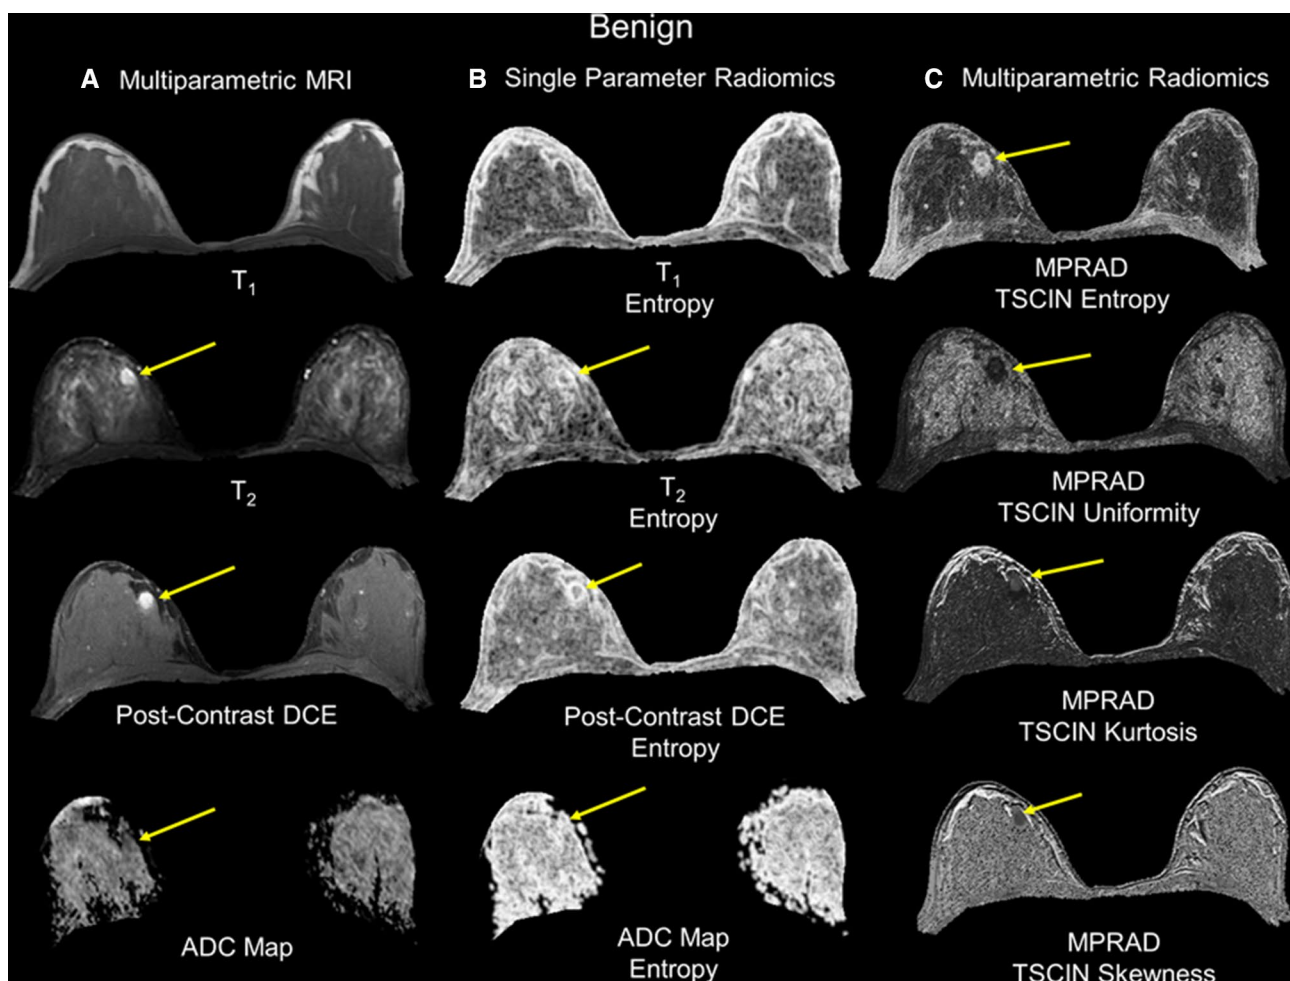 Benign
A Multiparametric MRI
B Single Parameter Radiomics
C Multiparametric Radiomics
T1
T1
Entropy
MPRAD
TSCIN Entropy
T2
T2
Entropy
MPRAD
TSCIN Uniformity
Post-Contrast DCE
Post-Contrast DCE
Entropy
MPRAD
TSCIN Kurtosis
ADC Map
ADC Map
Entropy
MPRAD
TSCIN Skewness